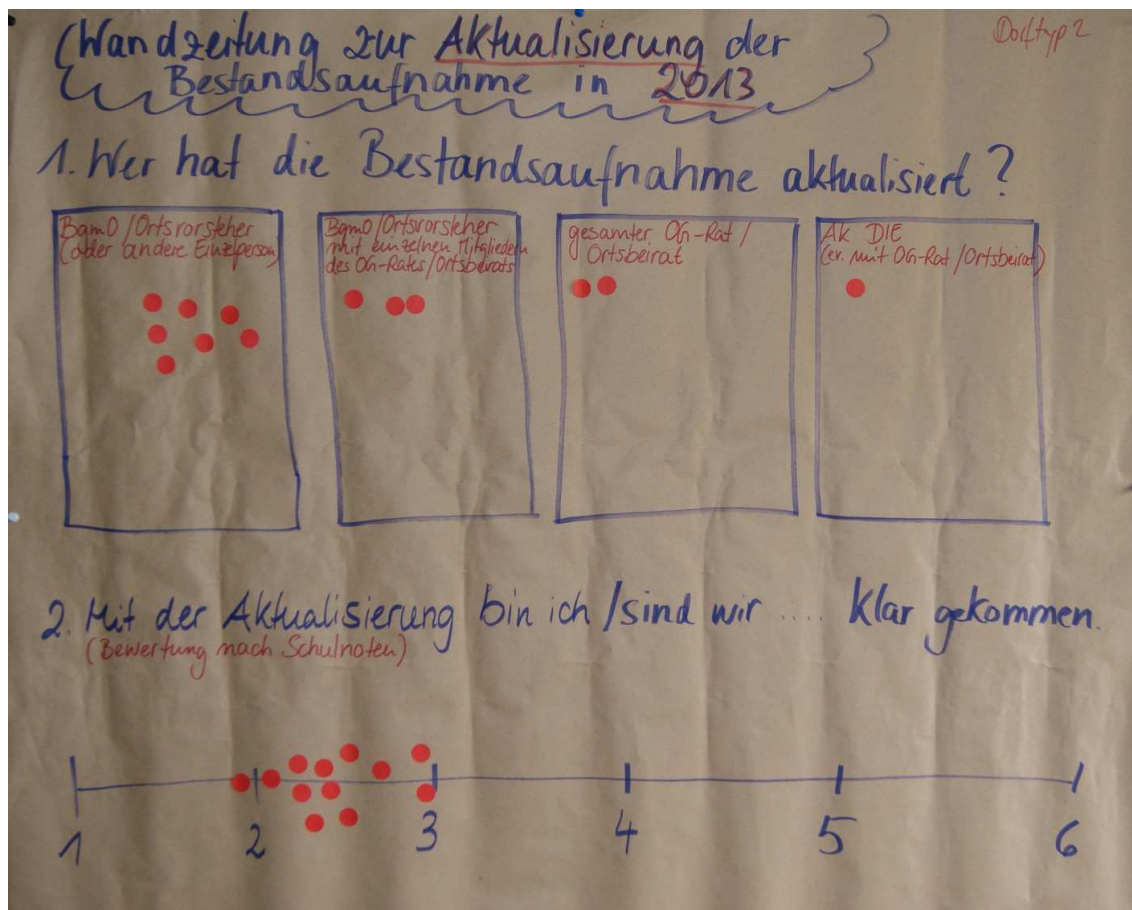 Wandzeitung zur Aktualisierung der
Bestandsaufnahme in 2013
Dorftyp 2
1. Wer hat die Bestandsaufnahme aktualisiert?
BgmO/Ortsvorsteher
(oder andere Einzelperson)
BgmO/Ortsvorsteher
mit einzelnen Mitgliedern
des OG-Rates/Ortsbeirats
gesamter OG-Rat /
Ortsbeirat
AK DIE
(ev. mit OG-Rat/Ortsbeirat)
2. Mit der Aktualisierung bin ich /sind wir .... klar gekommen.
(Bewertung nach Schulnoten)
1 2 3 4 5 6